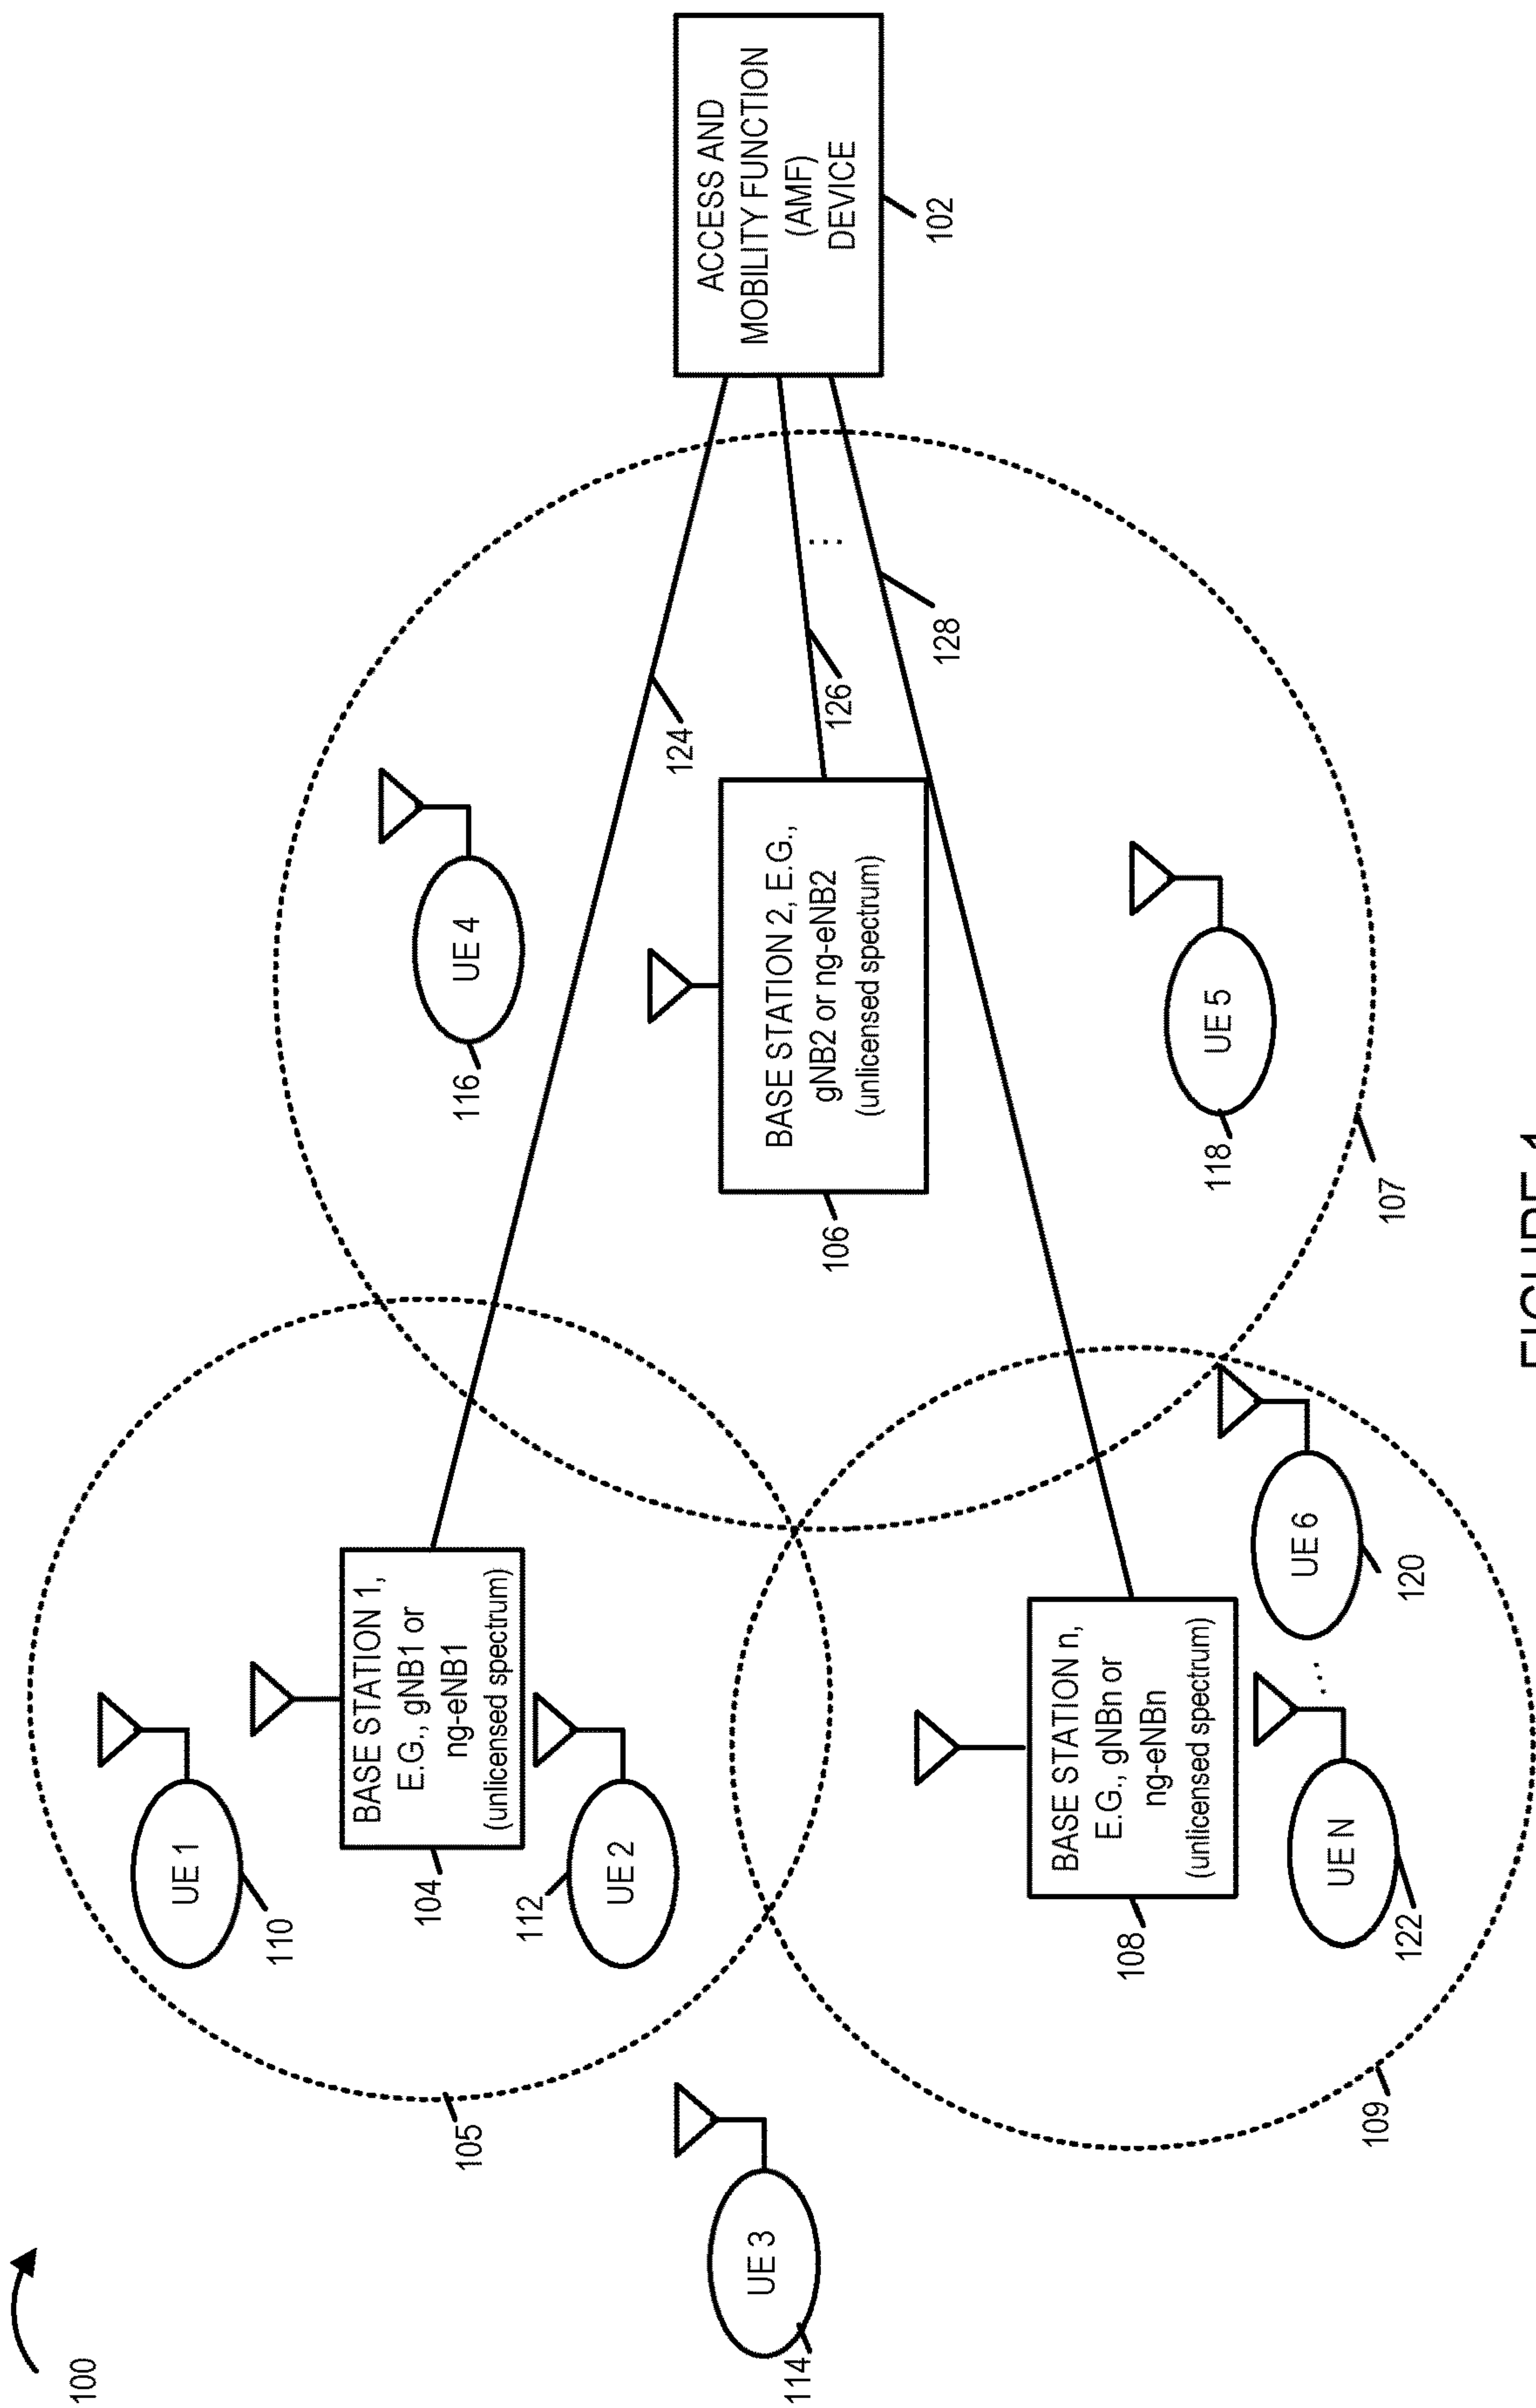 100
UE 1
110
105
BASE STATION 1,
E.G., gNB1 or
ng-eNB1
(unlicensed spectrum)
104
UE 2
112
UE 3
114
UE 4
116
124
BASE STATION 2, E.G.,
gNB2 or ng-eNB2
(unlicensed spectrum)
106
126
...
128
ACCESS AND
MOBILITY FUNCTION
(AMF)
DEVICE
102
UE 5
118
107
BASE STATION n,
E.G., gNBn or
ng-eNBn
(unlicensed spectrum)
108
UE 6
120
...
UE N
122
109
FIGURE 1